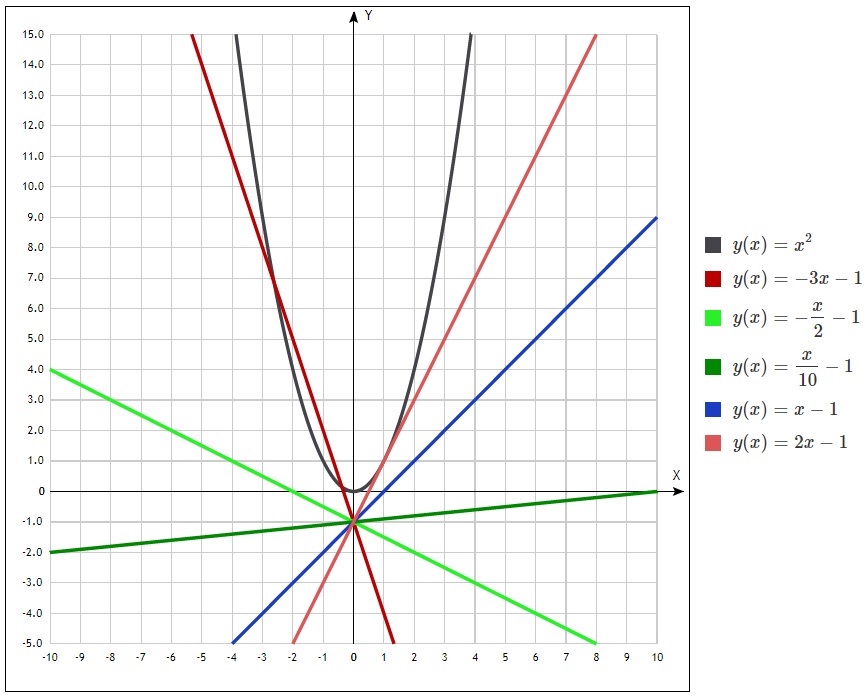 Y
15.0
14.0
13.0
12.0
11.0
10.0
9.0
8.0
7.0
6.0
5.0
4.0
3.0
2.0
1.0
0
-1.0
-2.0
-3.0
-4.0
-5.0
X
-10 -9 -8 -7 -6 -5 -4 -3 -2 -1 0 1 2 3 4 5 6 7 8 9 10
y(x) = x²
y(x) = −3x − 1
y(x) = −x/2 − 1
y(x) = x/10 − 1
y(x) = x − 1
y(x) = 2x − 1